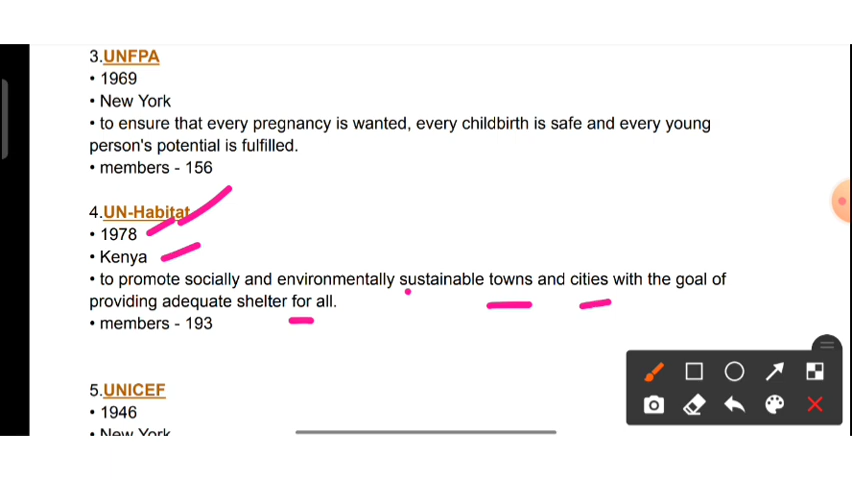 3.UNFPA
• 1969
• New York
• to ensure that every pregnancy is wanted, every childbirth is safe and every young
person's potential is fulfilled.
• members - 156
4.UN-Habitat
• 1978
• Kenya
• to promote socially and environmentally sustainable towns and cities with the goal of
providing adequate shelter for all.
• members - 193
5.UNICEF
• 1946
• New York